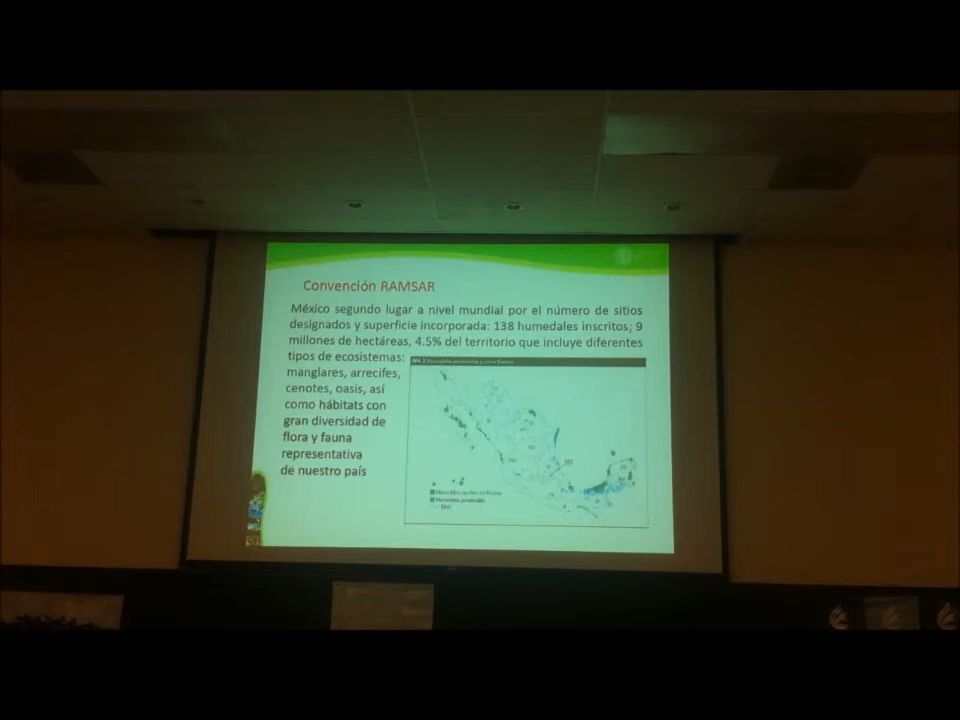 Convención RAMSAR
México segundo lugar a nivel mundial por el número de sitios
designados y superficie incorporada: 138 humedales inscritos; 9
millones de hectáreas, 4.5% del territorio que incluye diferentes
tipos de ecosistemas:
manglares, arrecifes,
cenotes, oasis, así
como hábitats con
gran diversidad de
flora y fauna
representativa
de nuestro país
Humedales potenciales